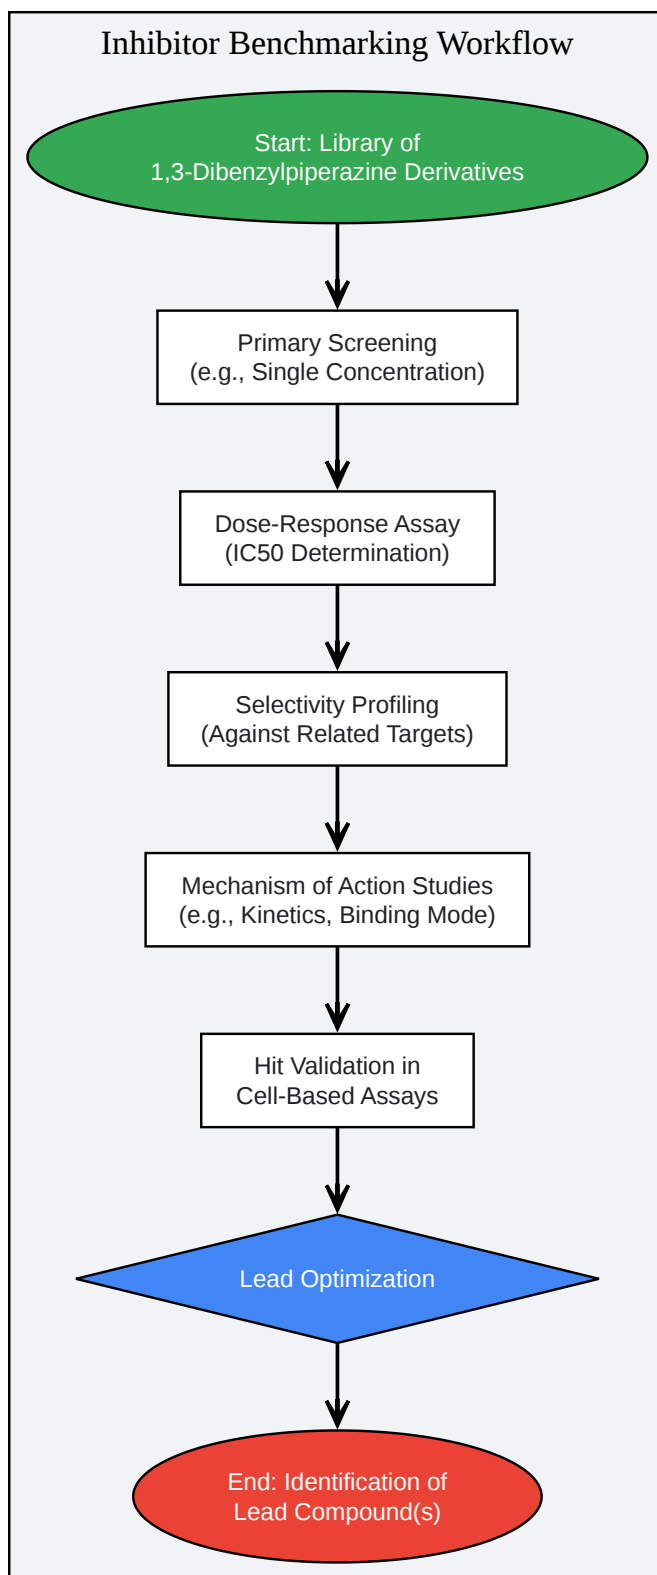 Inhibitor Benchmarking Workflow
Start: Library of
1,3-Dibenzylpiperazine Derivatives
Primary Screening
(e.g., Single Concentration)
Dose-Response Assay
(IC50 Determination)
Selectivity Profiling
(Against Related Targets)
Mechanism of Action Studies
(e.g., Kinetics, Binding Mode)
Hit Validation in
Cell-Based Assays
Lead Optimization
End: Identification of
Lead Compound(s)